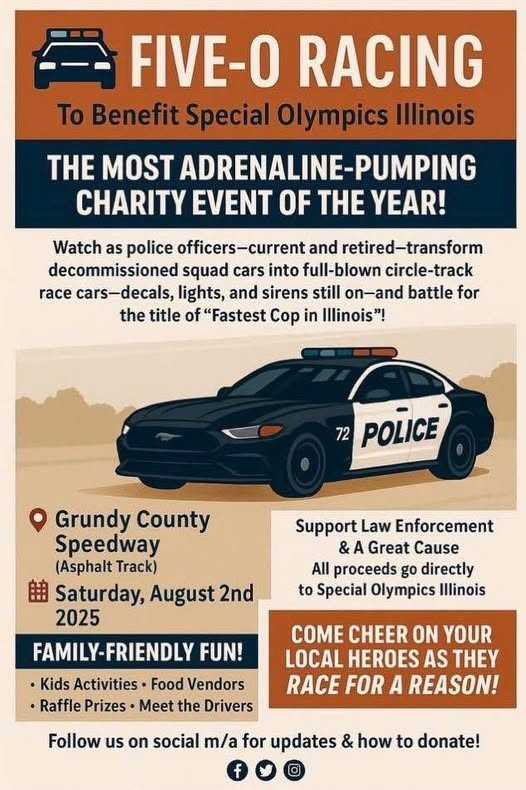 FIVE-O RACING
To Benefit Special Olympics Illinois
THE MOST ADRENALINE-PUMPING
CHARITY EVENT OF THE YEAR!
Watch as police officers—current and retired—transform
decommissioned squad cars into full-blown circle-track
race cars—decals, lights, and sirens still on—and battle for
the title of “Fastest Cop in Illinois”!
72 POLICE
Grundy County
Speedway
(Asphalt Track)
Saturday, August 2nd
2025
Support Law Enforcement
& A Great Cause
All proceeds go directly
to Special Olympics Illinois
FAMILY-FRIENDLY FUN!
• Kids Activities • Food Vendors
• Raffle Prizes • Meet the Drivers
COME CHEER ON YOUR
LOCAL HEROES AS THEY
RACE FOR A REASON!
Follow us on social m/a for updates & how to donate!